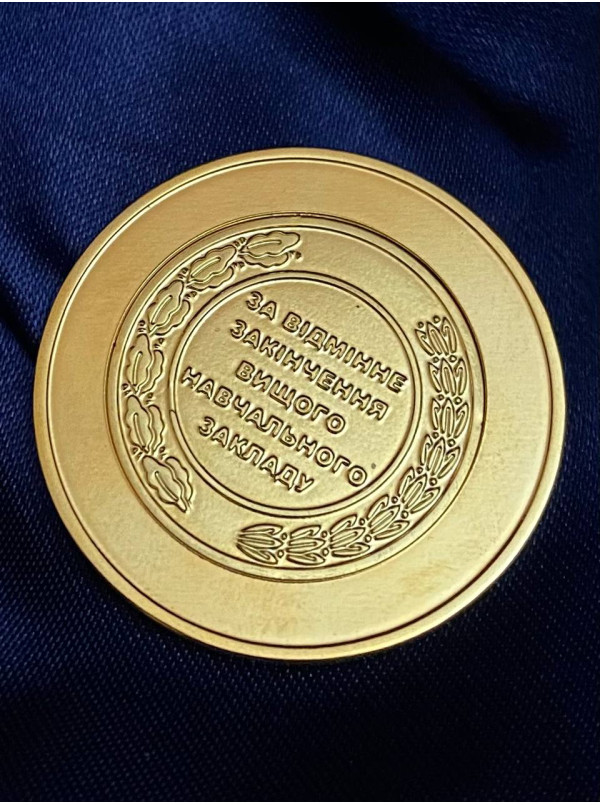 ЗА ВІДМІННЕ
ЗАКІНЧЕННЯ
ВИЩОГО
НАВЧАЛЬНОГО
ЗАКЛАДУ